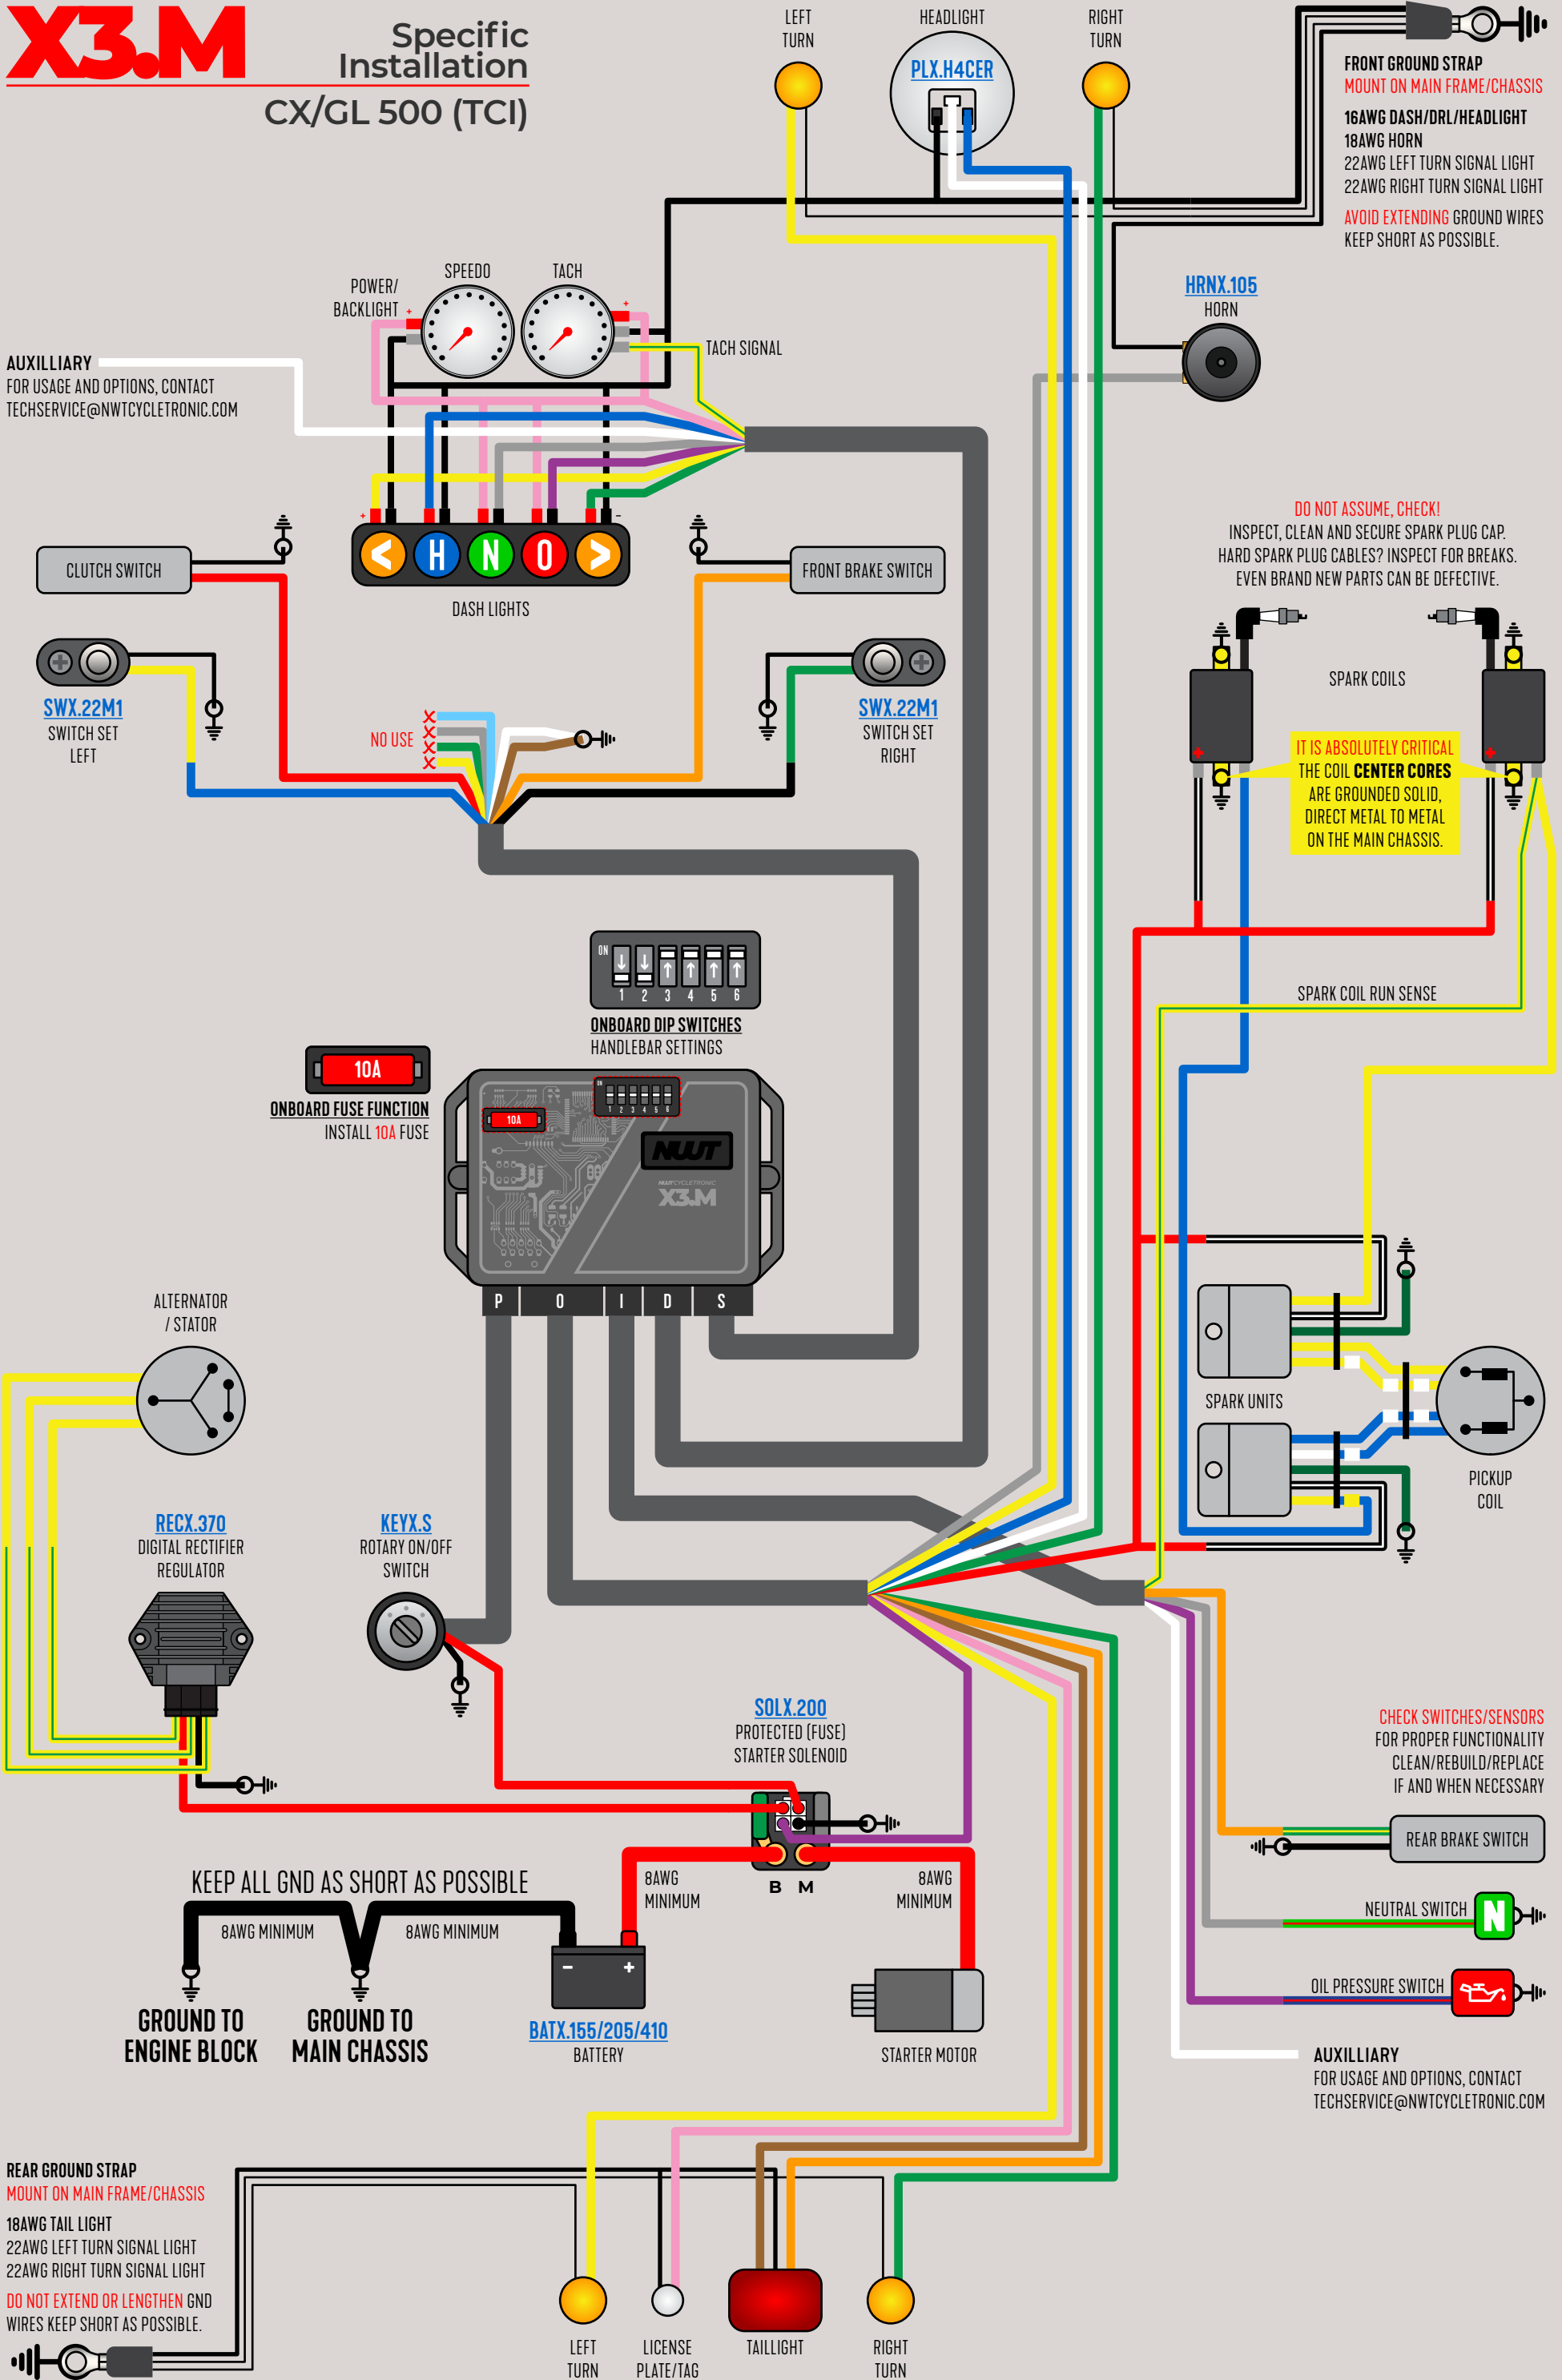 X3.M
Specific
Installation
CX/GL 500 (TCI)
LEFT
TURN
HEADLIGHT
PLX.H4CER
RIGHT
TURN
FRONT GROUND STRAP
MOUNT ON MAIN FRAME/CHASSIS
16AWG DASH/DRL/HEADLIGHT
18AWG HORN
22AWG LEFT TURN SIGNAL LIGHT
22AWG RIGHT TURN SIGNAL LIGHT
AVOID EXTENDING GROUND WIRES
KEEP SHORT AS POSSIBLE.
POWER/
BACKLIGHT
SPEEDO
TACH
+
+
TACH SIGNAL
HRNX.105
HORN
AUXILLIARY
FOR USAGE AND OPTIONS, CONTACT
TECHSERVICE@NWTCYCLETRONIC.COM
+
−
< H N O >
DASH LIGHTS
CLUTCH SWITCH
FRONT BRAKE SWITCH
SWX.22M1
SWITCH SET
LEFT
SWX.22M1
SWITCH SET
RIGHT
X
X
X
X
NO USE
DO NOT ASSUME, CHECK!
INSPECT, CLEAN AND SECURE SPARK PLUG CAP.
HARD SPARK PLUG CABLES? INSPECT FOR BREAKS.
EVEN BRAND NEW PARTS CAN BE DEFECTIVE.
SPARK COILS
+
+
IT IS ABSOLUTELY CRITICAL
THE COIL CENTER CORES
ARE GROUNDED SOLID,
DIRECT METAL TO METAL
ON THE MAIN CHASSIS.
SPARK COIL RUN SENSE
ON
1 2 3 4 5 6
ONBOARD DIP SWITCHES
HANDLEBAR SETTINGS
10A
ONBOARD FUSE FUNCTION
INSTALL 10A FUSE
ON
1 2 3 4 5 6
10A
NWT
NWTCYCLETRONIC
X3.M
P O I D S
ALTERNATOR
/ STATOR
SPARK UNITS
PICKUP
COIL
RECX.370
DIGITAL RECTIFIER
REGULATOR
KEYX.S
ROTARY ON/OFF
SWITCH
SOLX.200
PROTECTED (FUSE)
STARTER SOLENOID
B M
CHECK SWITCHES/SENSORS
FOR PROPER FUNCTIONALITY
CLEAN/REBUILD/REPLACE
IF AND WHEN NECESSARY
REAR BRAKE SWITCH
NEUTRAL SWITCH
N
OIL PRESSURE SWITCH
AUXILLIARY
FOR USAGE AND OPTIONS, CONTACT
TECHSERVICE@NWTCYCLETRONIC.COM
KEEP ALL GND AS SHORT AS POSSIBLE
8AWG MINIMUM
8AWG MINIMUM
8AWG
MINIMUM
8AWG
MINIMUM
GROUND TO
ENGINE BLOCK
GROUND TO
MAIN CHASSIS
− +
BATX.155/205/410
BATTERY
STARTER MOTOR
REAR GROUND STRAP
MOUNT ON MAIN FRAME/CHASSIS
18AWG TAIL LIGHT
22AWG LEFT TURN SIGNAL LIGHT
22AWG RIGHT TURN SIGNAL LIGHT
DO NOT EXTEND OR LENGTHEN GND
WIRES KEEP SHORT AS POSSIBLE.
LEFT
TURN
LICENSE
PLATE/TAG
TAILLIGHT
RIGHT
TURN